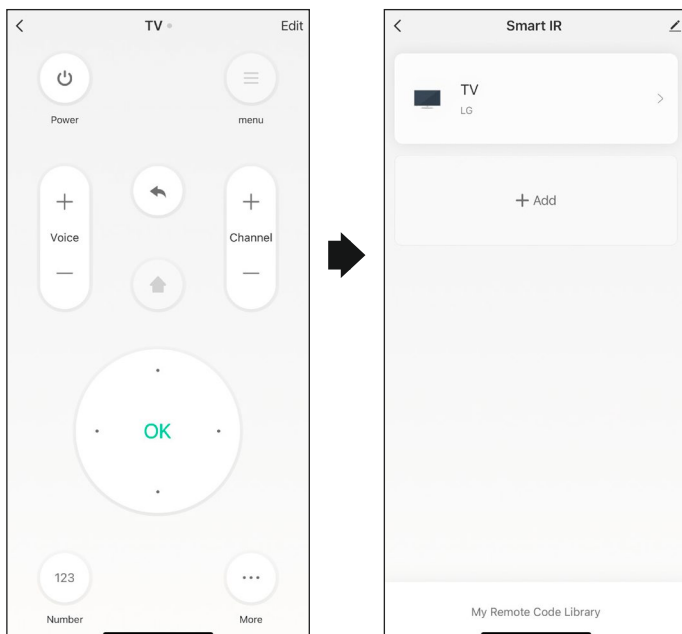 TV
Edit
Power
menu
+
+
Voice
Channel
—
—
OK
123
Number
More
Smart IR
TV
LG
+ Add
My Remote Code Library